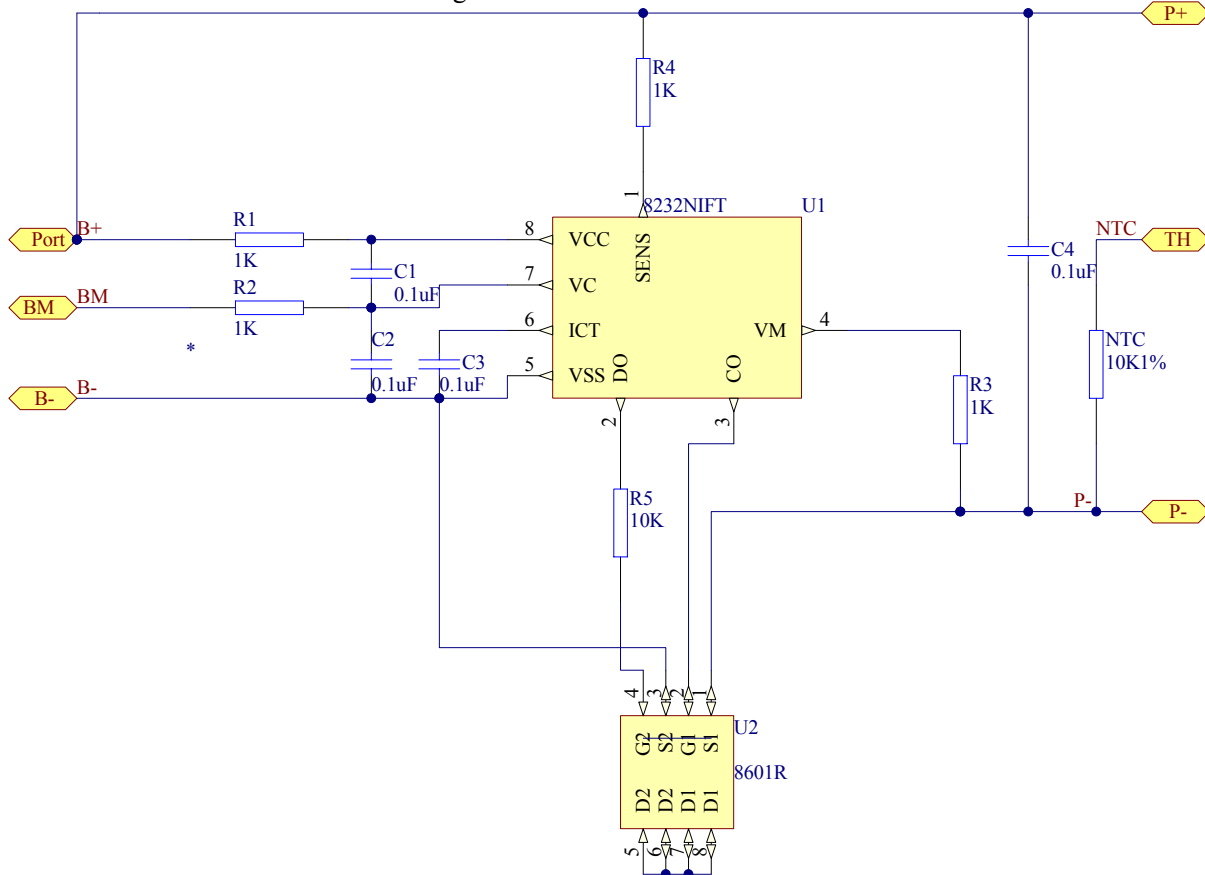 P+
R4
1K
1
8232NIFT
U1
Port
B+
R1
1K
8
VCC
SENS
C1
0.1uF
C4
0.1uF
NTC
TH
BM
BM
R2
1K
7
VC
6
ICT
4
VM
*
C2
0.1uF
C3
0.1uF
5
VSS
DO
CO
R3
1K
NTC
10K1%
B-
B-
2
3
R5
10K
P-
P-
4
3
2
1
G2
S2
G1
S1
U2
8601R
D2
D2
D1
D1
5
6
7
8